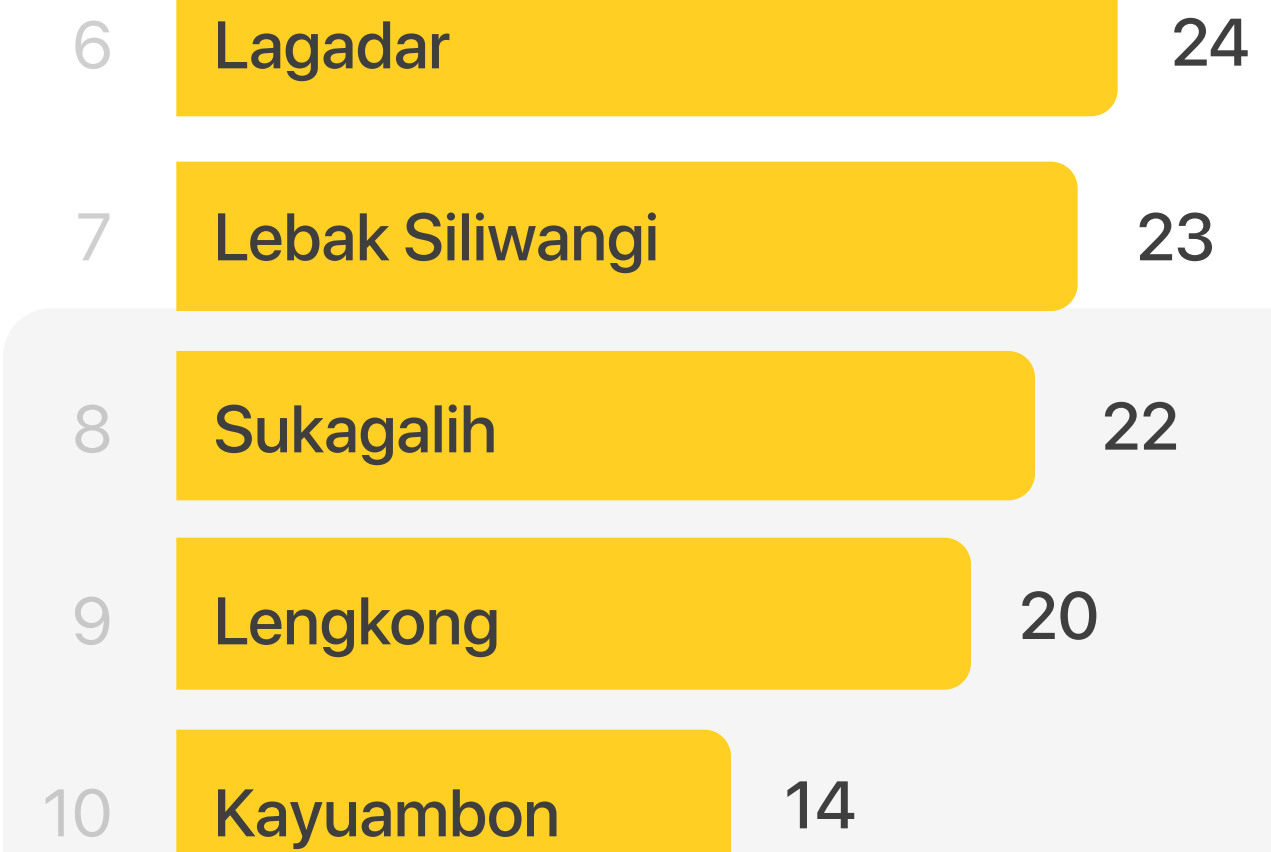 6 Lagadar 24
7 Lebak Siliwangi 23
8 Sukagalih 22
9 Lengkong 20
10 Kayuambon 14